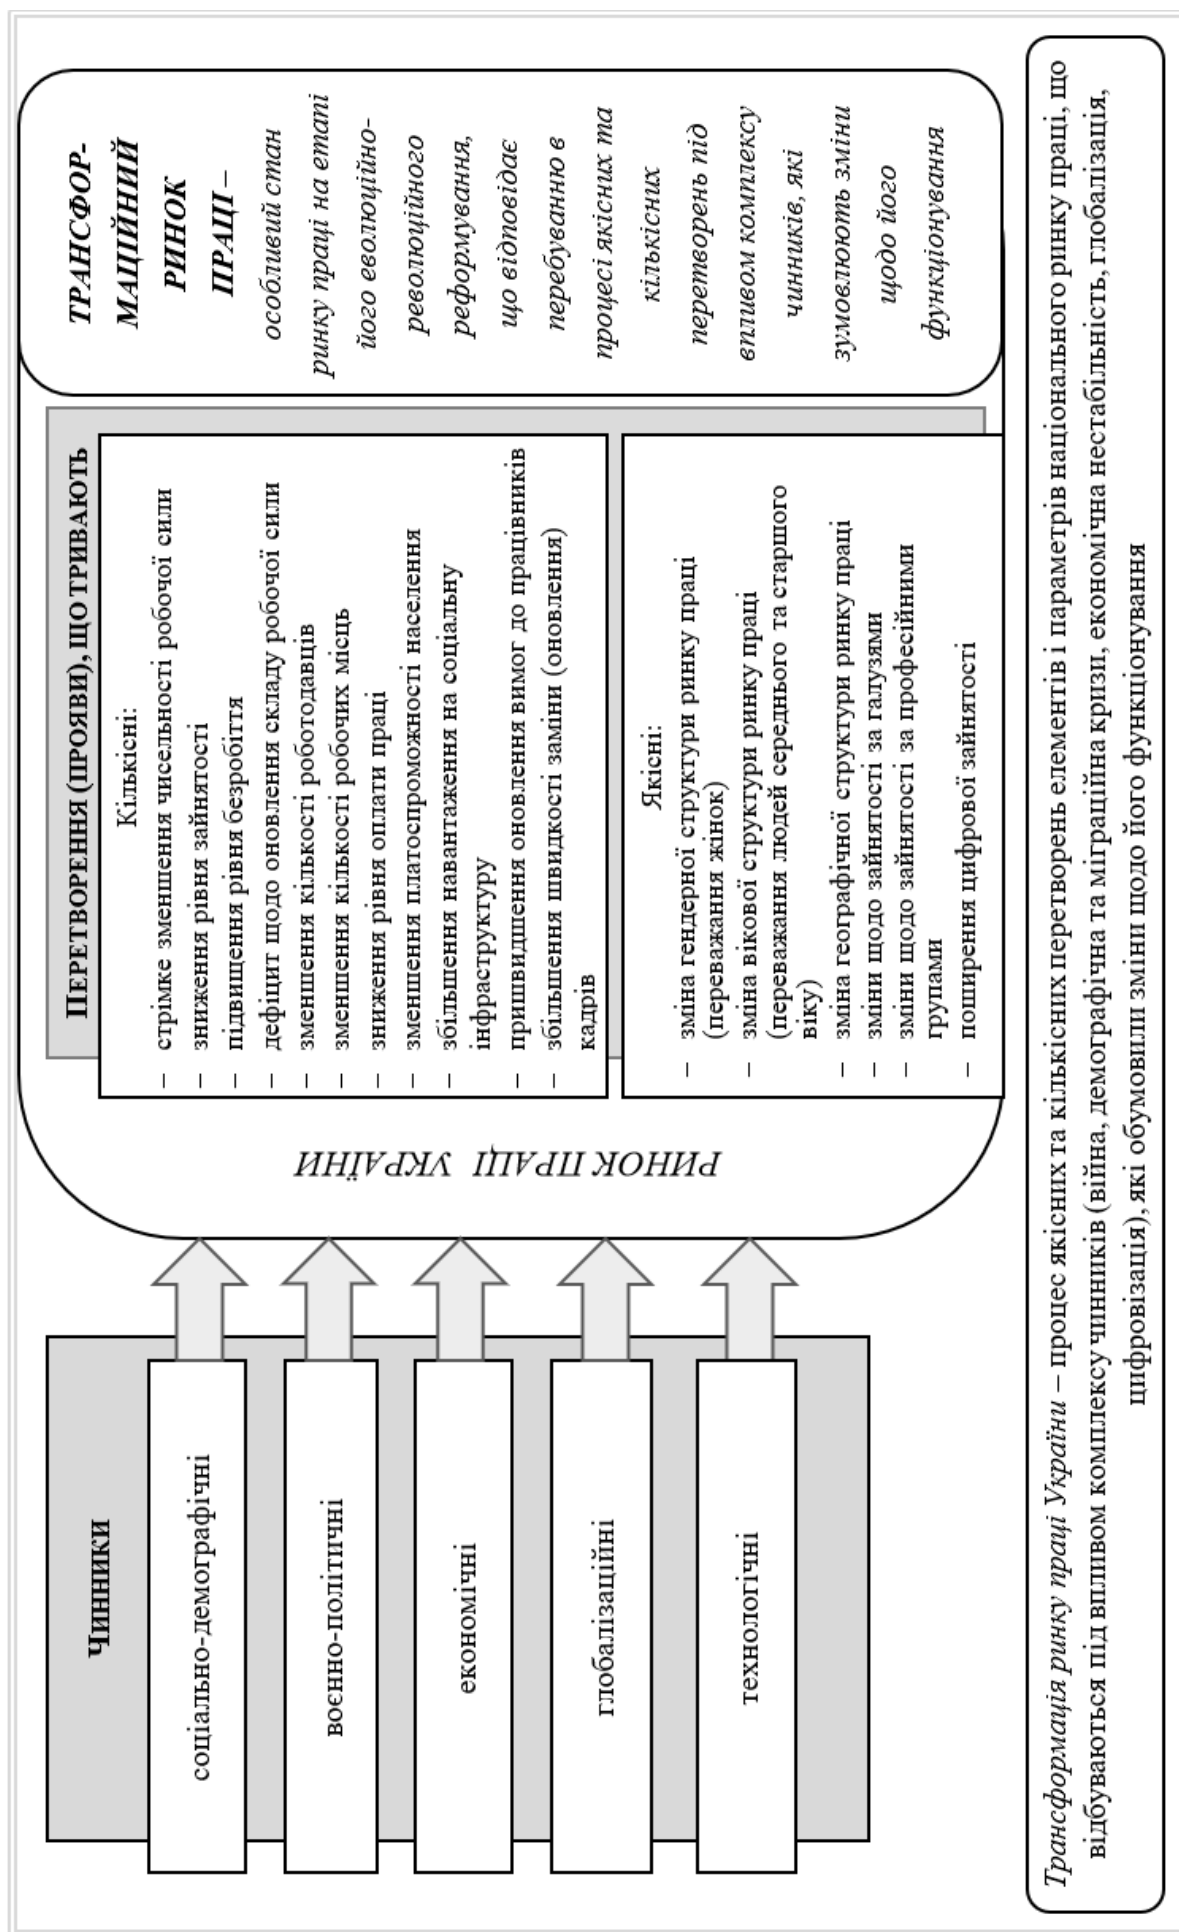 Чинники
соціально-демографічні
воєнно-політичні
економічні
глобалізаційні
технологічні
РИНОК ПРАЦІ УКРАЇНИ
ПЕРЕТВОРЕННЯ (ПРОЯВИ), ЩО ТРИВАЮТЬ
Кількісні:
– стрімке зменшення чисельності робочої сили
– зниження рівня зайнятості
– підвищення рівня безробіття
– дефіцит щодо оновлення складу робочої сили
– зменшення кількості роботодавців
– зменшення кількості робочих місць
– зниження рівня оплати праці
– зменшення платоспроможності населення
– збільшення навантаження на соціальну
інфраструктуру
– пришвидшення оновлення вимог до працівників
– збільшення швидкості заміни (оновлення)
кадрів
Якісні:
– зміна гендерної структури ринку праці
(переважання жінок)
– зміна вікової структури ринку праці
(переважання людей середнього та старшого
віку)
– зміна географічної структури ринку праці
– зміни щодо зайнятості за галузями
– зміни щодо зайнятості за професійними
групами
– поширення цифрової зайнятості
ТРАНСФОР-
МАЦІЙНИЙ
РИНОК
ПРАЦІ –
особливий стан
ринку праці на етапі
його еволюційно-
революційного
реформування,
що відповідає
перебуванню в
процесі якісних та
кількісних
перетворень під
впливом комплексу
чинників, які
зумовлюють зміни
щодо його
функціонування
Трансформація ринку праці України – процес якісних та кількісних перетворень елементів і параметрів національного ринку праці, що
відбуваються під впливом комплексу чинників (війна, демографічна та міграційна кризи, економічна нестабільність, глобалізація,
цифровізація), які обумовили зміни щодо його функціонування